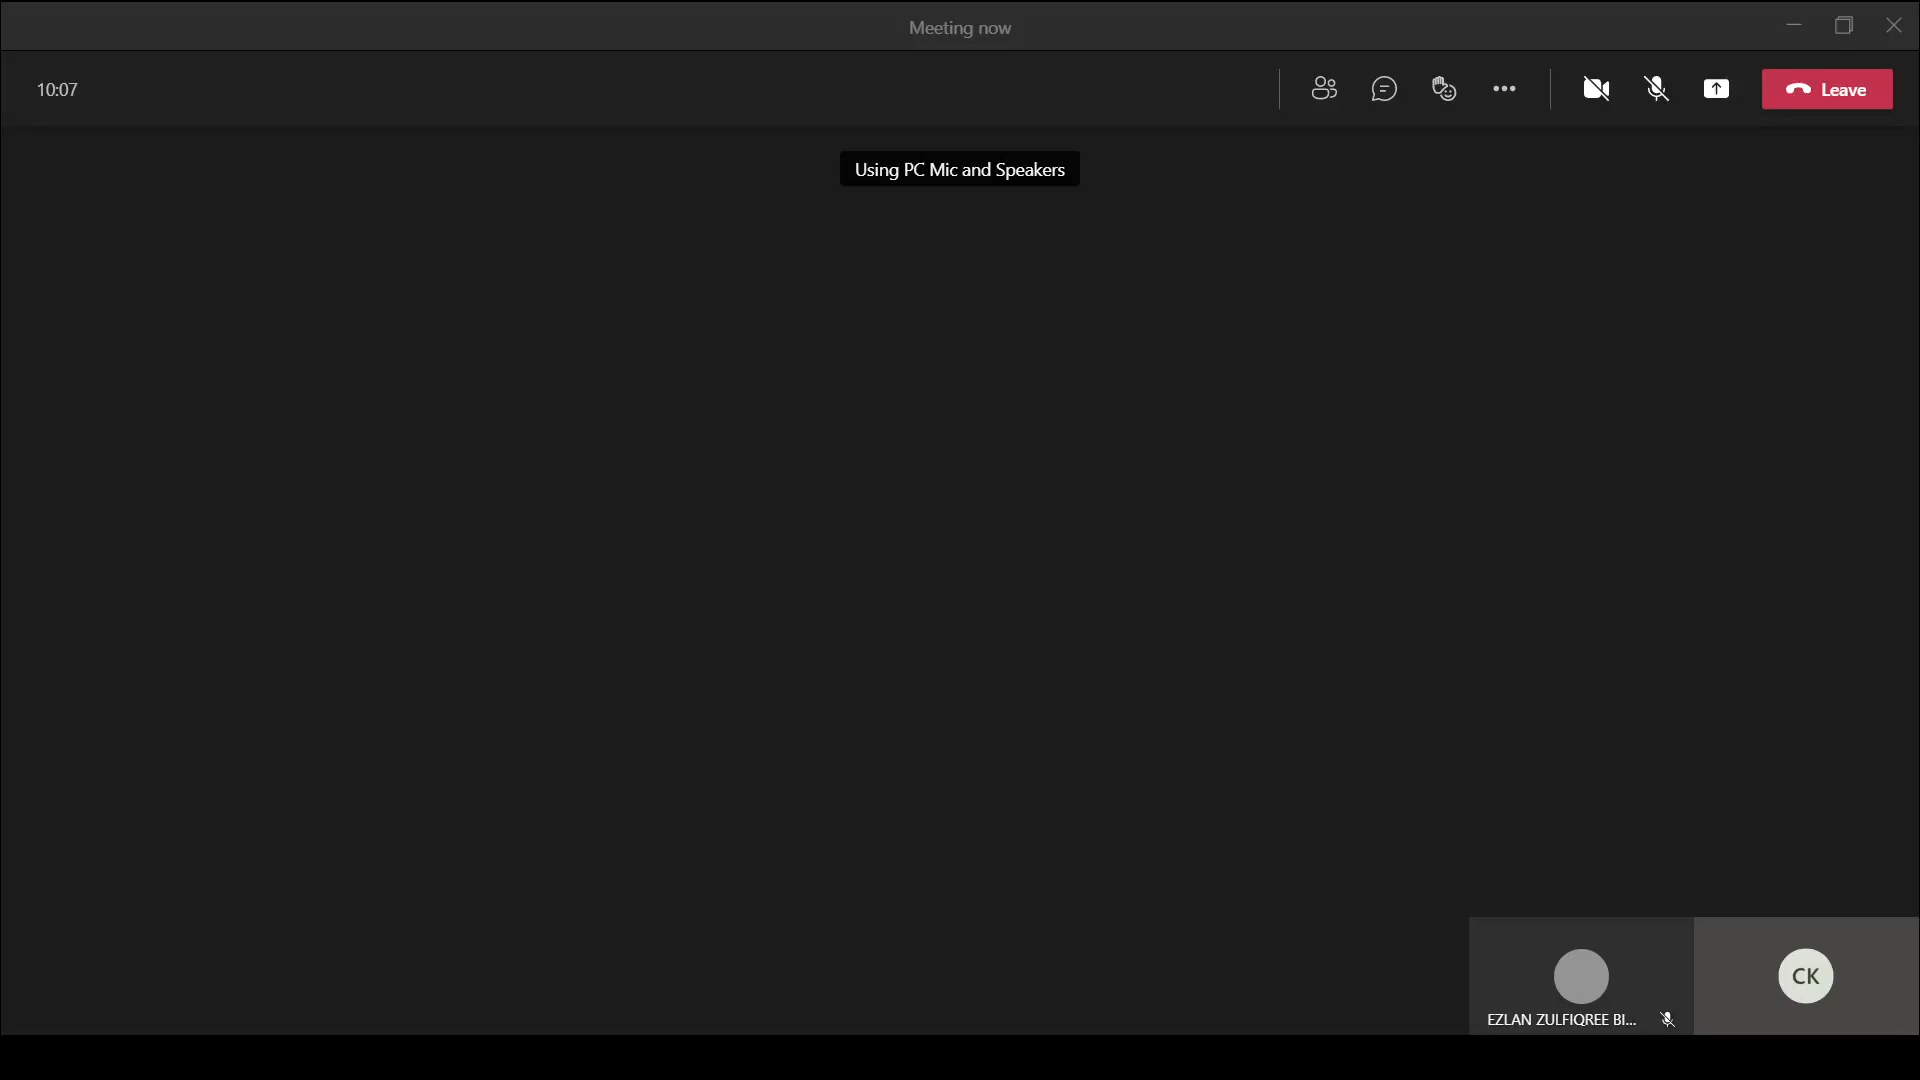 Meeting now
10:07
Leave
Using PC Mic and Speakers
CK
EZLAN ZULFIQREE BI...